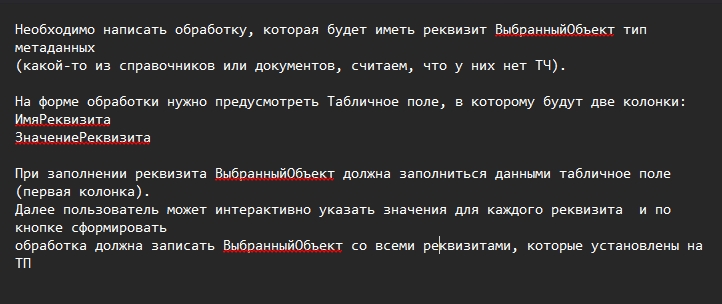 Необходимо написать обработку, которая будет иметь реквизит ВыбранныйОбъект тип
метаданных
(какой-то из справочников или документов, считаем, что у них нет ТЧ).
На форме обработки нужно предусмотреть Табличное поле, в которому будут две колонки:
ИмяРеквизита
ЗначениеРеквизита
При заполнении реквизита ВыбранныйОбъект должна заполниться данными табличное поле
(первая колонка).
Далее пользователь может интерактивно указать значения для каждого реквизита  и по
кнопке сформировать
обработка должна записать ВыбранныйОбъект со всеми реквизитами, которые установлены на
ТП